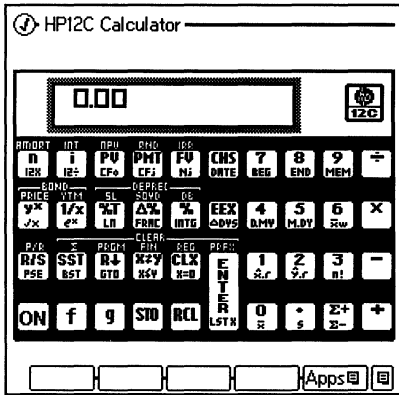 HP12C Calculator
0.00
12C
AMORT INT NPV RND IRR
n i PV PMT FV CHS 7 8 9 ÷
12X 12÷ CFo CFj Nj DATE BEG END MEM
BOND DEPREC
PRICE YTM SL SOYD DB
yx 1/x %T Δ% % EEX 4 5 6 X
√x ex LN FRAC INTG ΔDYS D.MY M.DY x̄w
CLEAR
P/R Σ PRGM FIN REG PREFX
R/S SST R↓ X≷Y CLX ENTER 1 2 3 −
PSE BST GTO X≤Y X=0 x̂,r ŷ,r n!
ON f g STO RCL LSTX 0 • Σ+ +
x̄ s Σ−
Apps